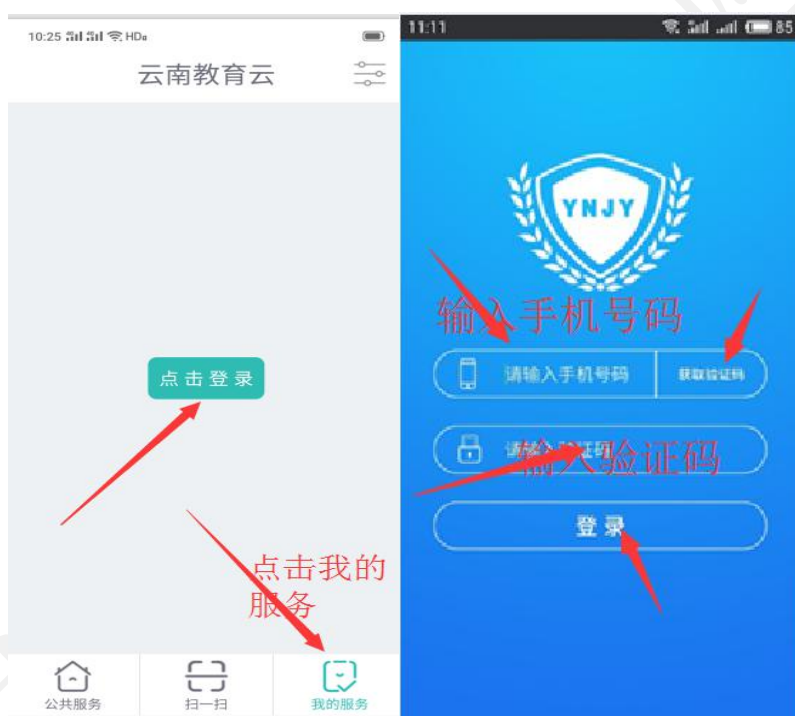 10:25 HD
云南教育云
点击登录
点击我的
服务
公共服务
扫一扫
我的服务
11:11
85
YNJY
输入手机号码
请输入手机号码
获取验证码
输入验证码
登录